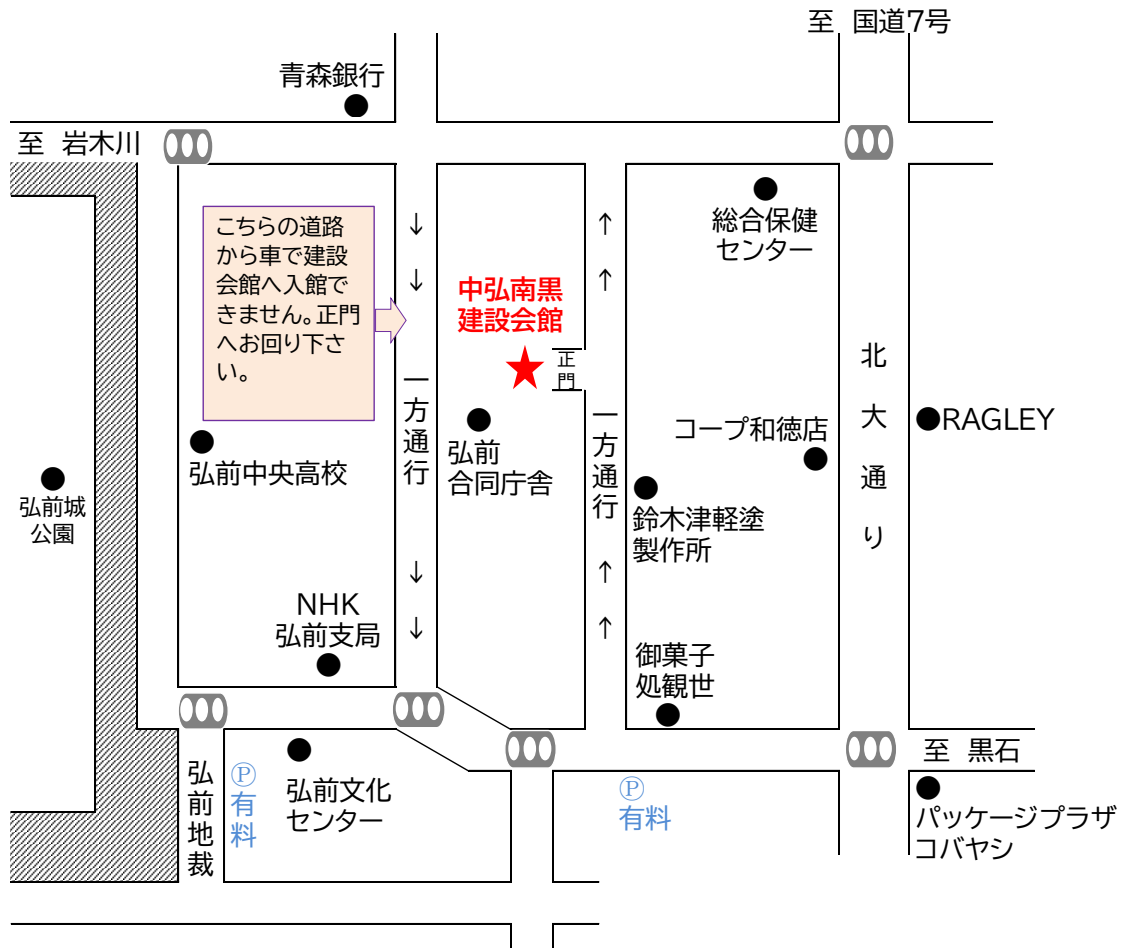 至 国道7号
青森銀行
至 岩木川
総合保健
センター
こちらの道路
から車で建設
会館へ入館で
きません。正門
へお回り下さ
い。
↓
↓
↑
↑
中弘南黒
建設会館
正門
一方通行
一方通行
北大通り
弘前
合同庁舎
コープ和徳店
RAGLEY
弘前中央高校
弘前城
公園
鈴木津軽塗
製作所
↓
↓
↑
↑
NHK
弘前支局
御菓子
処観世
至 黒石
弘前地裁
Ⓟ有料
弘前文化
センター
Ⓟ
有料
パッケージプラザ
コバヤシ